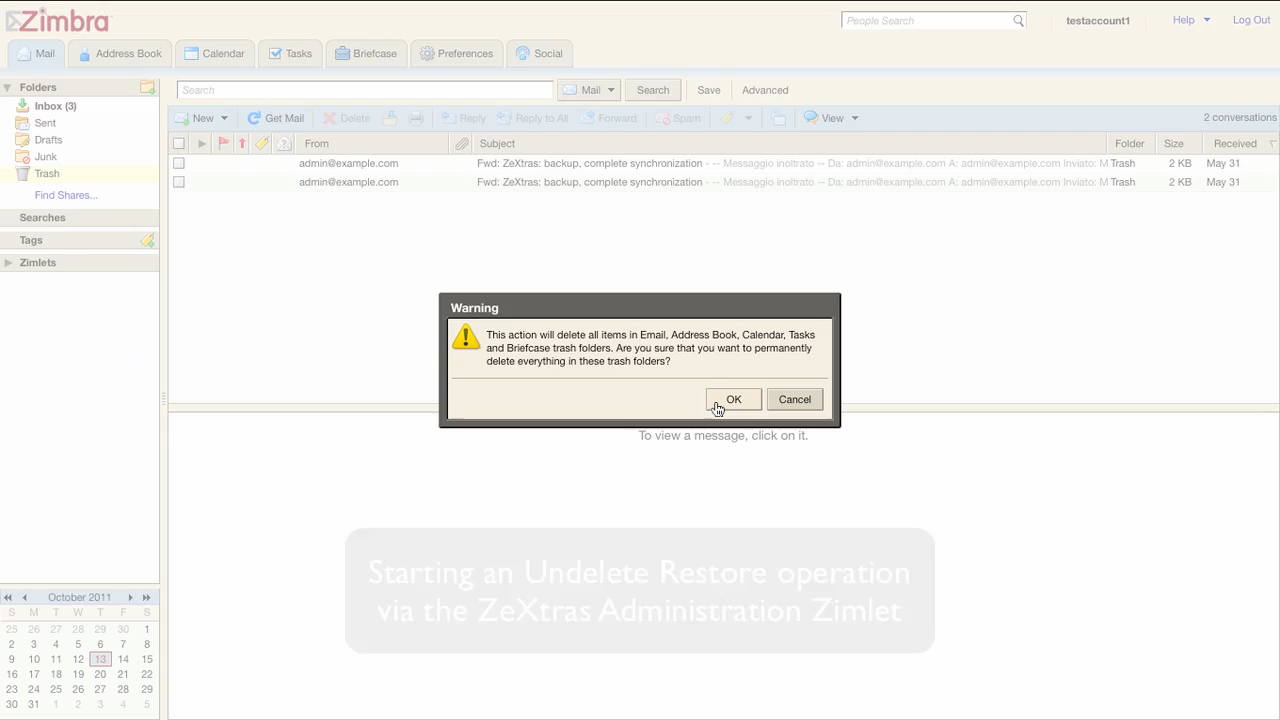 Zimbra
People Search
testaccount1
Help
Log Out
Mail
Address Book
Calendar
Tasks
Briefcase
Preferences
Social
Folders
Search
Mail
Search
Save
Advanced
Inbox (3)
Sent
Drafts
Junk
Trash
Find Shares...
Searches
Tags
Zimlets
New
Get Mail
Delete
Reply
Reply to All
Forward
Spam
View
2 conversations
From
Subject
Folder
Size
Received
admin@example.com
Fwd: ZeXtras: backup, complete synchronization - -- Messaggio inoltrato -- Da: admin@example.com A: admin@example.com Inviato: M
Trash
2 KB
May 31
admin@example.com
Fwd: ZeXtras: backup, complete synchronization - -- Messaggio inoltrato -- Da: admin@example.com A: admin@example.com Inviato: M
Trash
2 KB
May 31
Warning
This action will delete all items in Email, Address Book, Calendar, Tasks
and Briefcase trash folders. Are you sure that you want to permanently
delete everything in these trash folders?
OK
Cancel
To view a message, click on it.
Starting an Undelete Restore operation
via the ZeXtras Administration Zimlet
October 2011
S M T W T F S
25 26 27 28 29 30 1
2 3 4 5 6 7 8
9 10 11 12 13 14 15
16 17 18 19 20 21 22
23 24 25 26 27 28 29
30 31 1 2 3 4 5